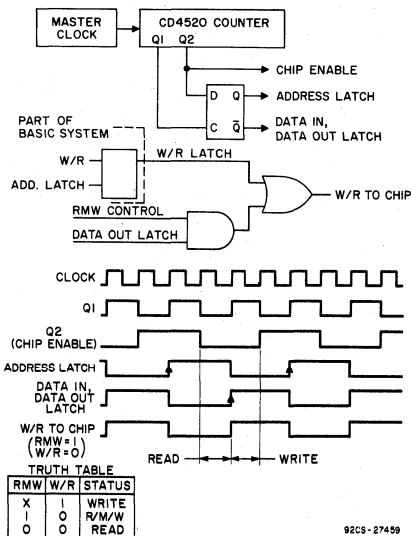 MASTER CLOCK
CD4520 COUNTER
Q1 Q2
CHIP ENABLE
D Q
ADDRESS LATCH
C Q̅
DATA IN,
DATA OUT LATCH
PART OF
BASIC SYSTEM
W/R
W/R LATCH
ADD. LATCH
W/R TO CHIP
RMW CONTROL
DATA OUT LATCH
CLOCK
Q1
Q2
(CHIP ENABLE)
ADDRESS LATCH
DATA IN,
DATA OUT
LATCH
W/R TO CHIP
(RMW=1
W/R=0)
READ WRITE
TRUTH TABLE
RMW W/R STATUS
X 1 WRITE
1 0 R/M/W
0 0 READ
92CS-27459